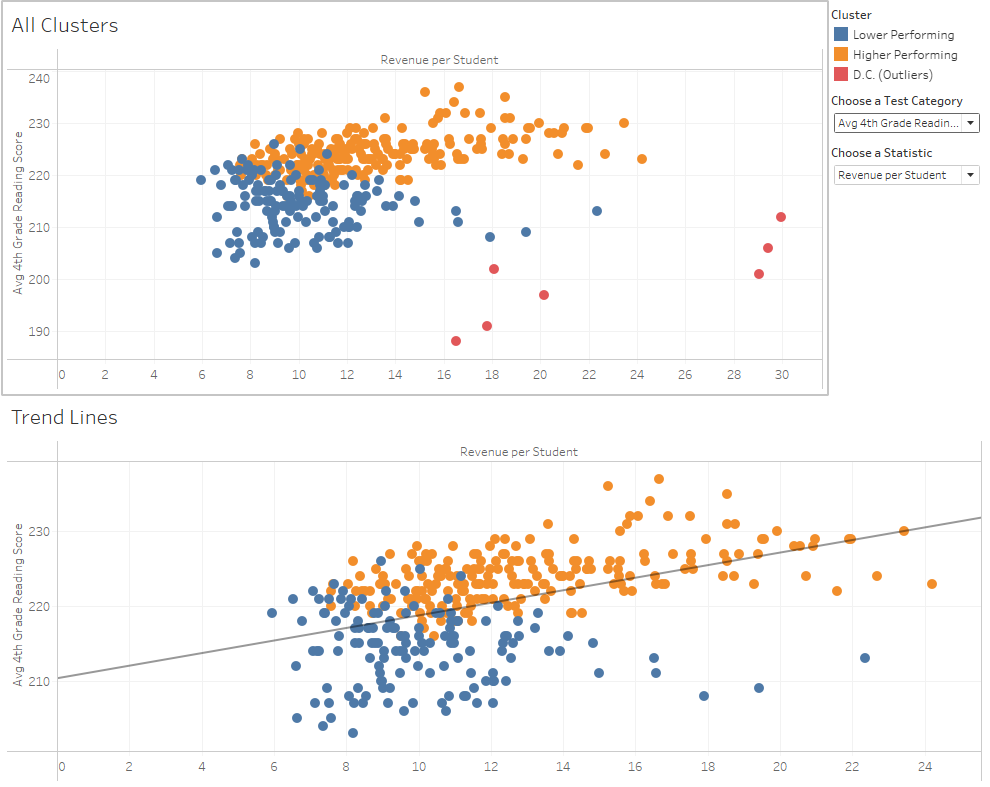 All Clusters
Revenue per Student
Avg 4th Grade Reading Score
240
230
220
210
200
190
0 2 4 6 8 10 12 14 16 18 20 22 24 26 28 30
Cluster
Lower Performing
Higher Performing
D.C. (Outliers)
Choose a Test Category
Avg 4th Grade Readin...
Choose a Statistic
Revenue per Student
Trend Lines
Revenue per Student
Avg 4th Grade Reading Score
230
220
210
0 2 4 6 8 10 12 14 16 18 20 22 24